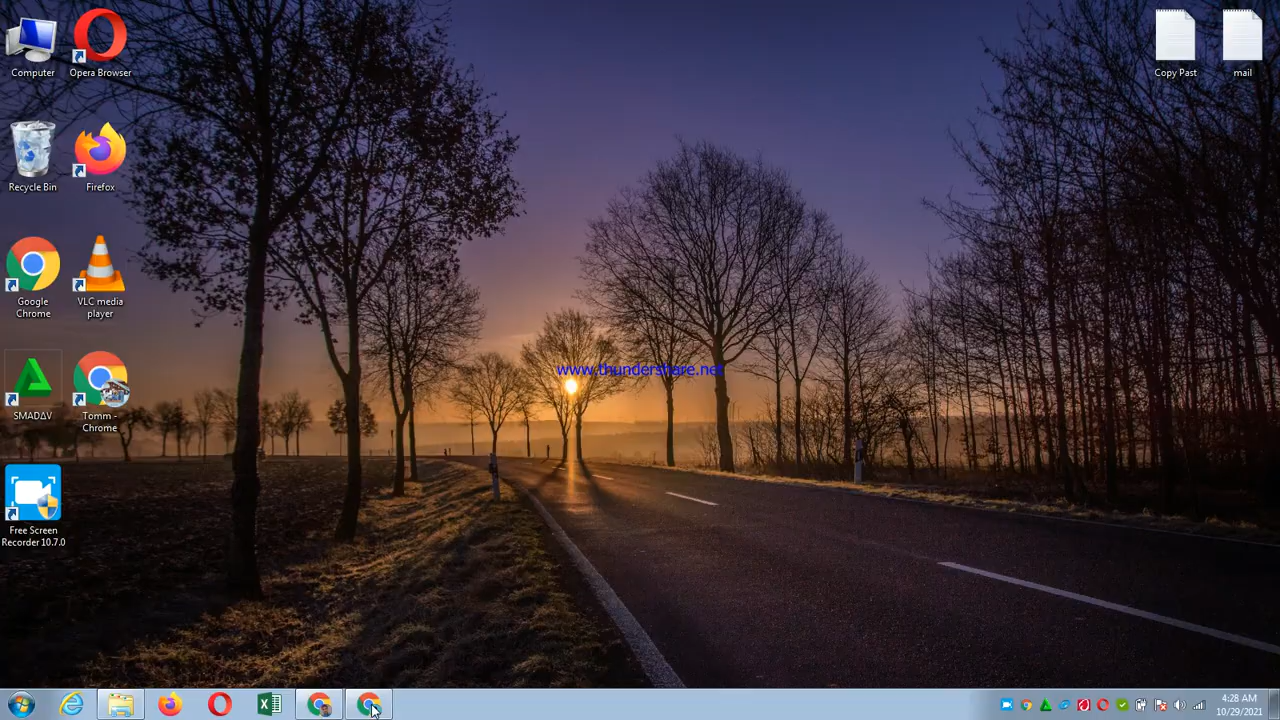 Computer
Opera Browser
Recycle Bin
Firefox
Google
Chrome
VLC media
player
SMADΔV
Tomm -
Chrome
Free Screen
Recorder 10.7.0
Copy Past
mail
www.thundershare.net
4:28 AM
10/29/2021